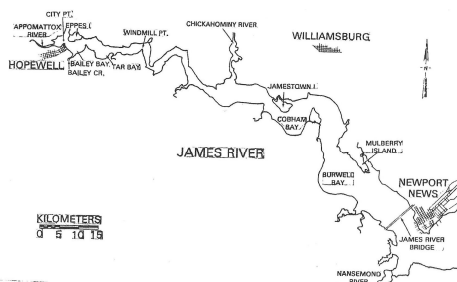 CITY PT.
APPOMATTOX
RIVER
EPPES I.
WINDMILL PT.
CHICKAHOMINY RIVER
WILLIAMSBURG
HOPEWELL
BAILEY BAY
TAR BAY
BAILEY CR.
JAMESTOWN I.
COBHAM
BAY
MULBERRY
ISLAND
JAMES RIVER
BURWELL
BAY
NEWPORT
NEWS
KILOMETERS
0 5 10 15
JAMES RIVER
BRIDGE
NANSEMOND
RIVER